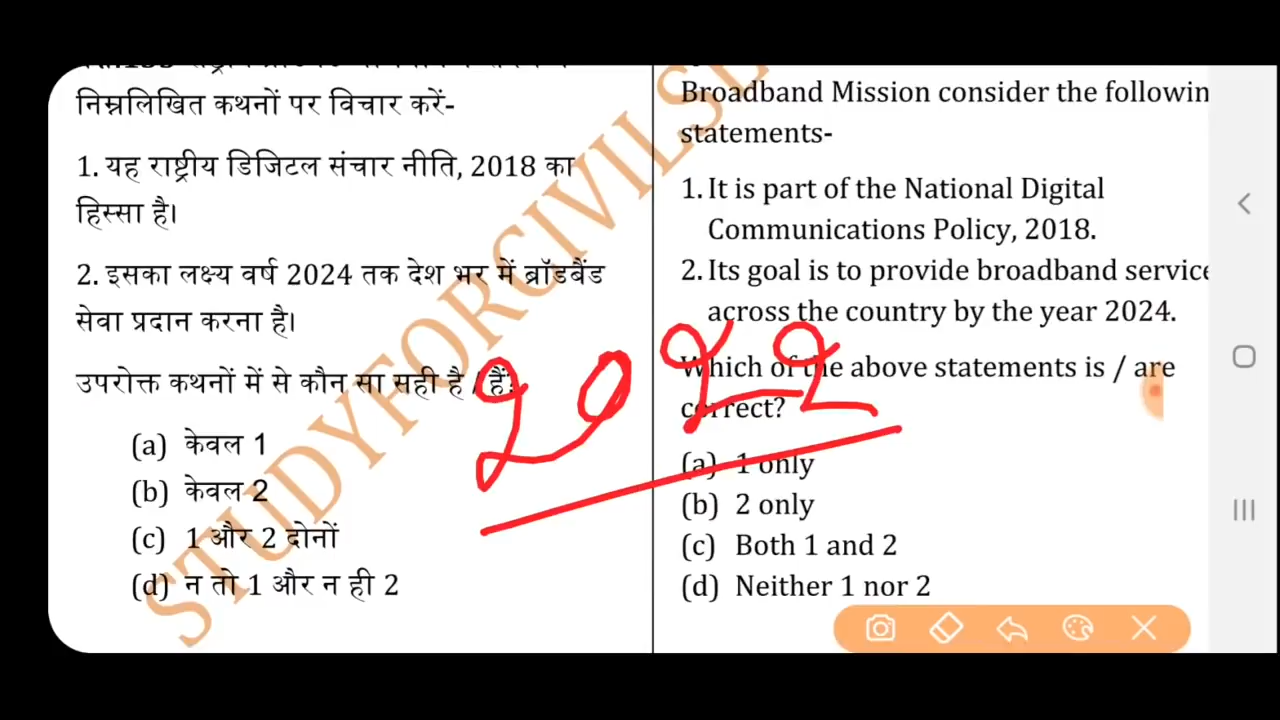 निम्नलिखित कथनों पर विचार करें-
1. यह राष्ट्रीय डिजिटल संचार नीति, 2018 का
हिस्सा है।
2. इसका लक्ष्य वर्ष 2024 तक देश भर में ब्रॉडबैंड
सेवा प्रदान करना है।
उपरोक्त कथनों में से कौन सा सही है / हैं?
(a) केवल 1
(b) केवल 2
(c) 1 और 2 दोनों
(d) न तो 1 और न ही 2
Broadband Mission consider the followin
statements-
1. It is part of the National Digital
Communications Policy, 2018.
2. Its goal is to provide broadband service
across the country by the year 2024.
Which of the above statements is / are
correct?
(a) 1 only
(b) 2 only
(c) Both 1 and 2
(d) Neither 1 nor 2
2022
STUDYFORCIVILSE